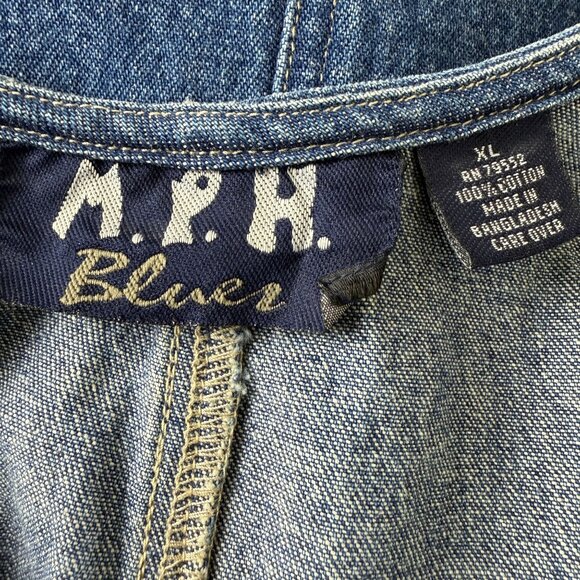 M.P.H.
Blues
XL
RN 79552
100% COTTON
MADE IN
BANGLADESH
CARE OVER